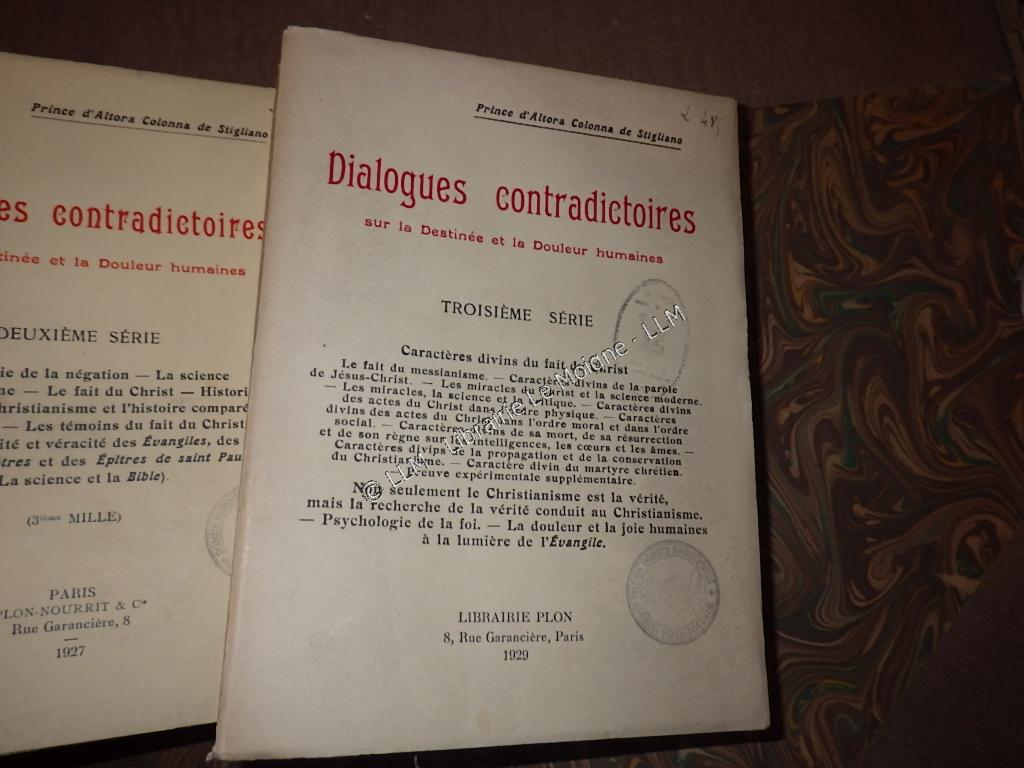 Prince d'Altora Colonna de Stigliano
es contradictoires
tinée et la Douleur humaines
DEUXIÈME SÉRIE
ie de la négation — La science
ne — Le fait du Christ — Histori
hristianisme et l'histoire comparé
— Les témoins du fait du Christ
ité et véracité des Évangiles, des
ôtres et des Épîtres de saint Pau
La science et la Bible).
(3ième MILLE)
PARIS
PLON-NOURRIT & Cie
Rue Garancière, 8
1927
Prince d'Altora Colonna de Stigliano
Dialogues contradictoires
sur la Destinée et la Douleur humaines
TROISIÈME SÉRIE
Caractères divins du fait du Christ
Le fait du messianisme. — Caractères divins de la parole
de Jésus-Christ. — Les miracles du Christ et la science moderne.
— Les miracles, la science et la critique. — Caractères divins
des actes du Christ dans l'ordre physique. — Caractères
divins des actes du Christ dans l'ordre moral et dans l'ordre
social. — Caractères divins de sa mort, de sa résurrection
et de son règne sur les intelligences, les cœurs et les âmes. —
Caractères divins de la propagation et de la conservation
du Christianisme. — Caractère divin du martyre chrétien.
Preuve expérimentale supplémentaire.
Non seulement le Christianisme est la vérité,
mais la recherche de la vérité conduit au Christianisme.
— Psychologie de la foi. — La douleur et la joie humaines
à la lumière de l'Évangile.
LIBRAIRIE PLON
8, Rue Garancière, Paris
1929
© LLM - Librairie Le Moigne - LLM